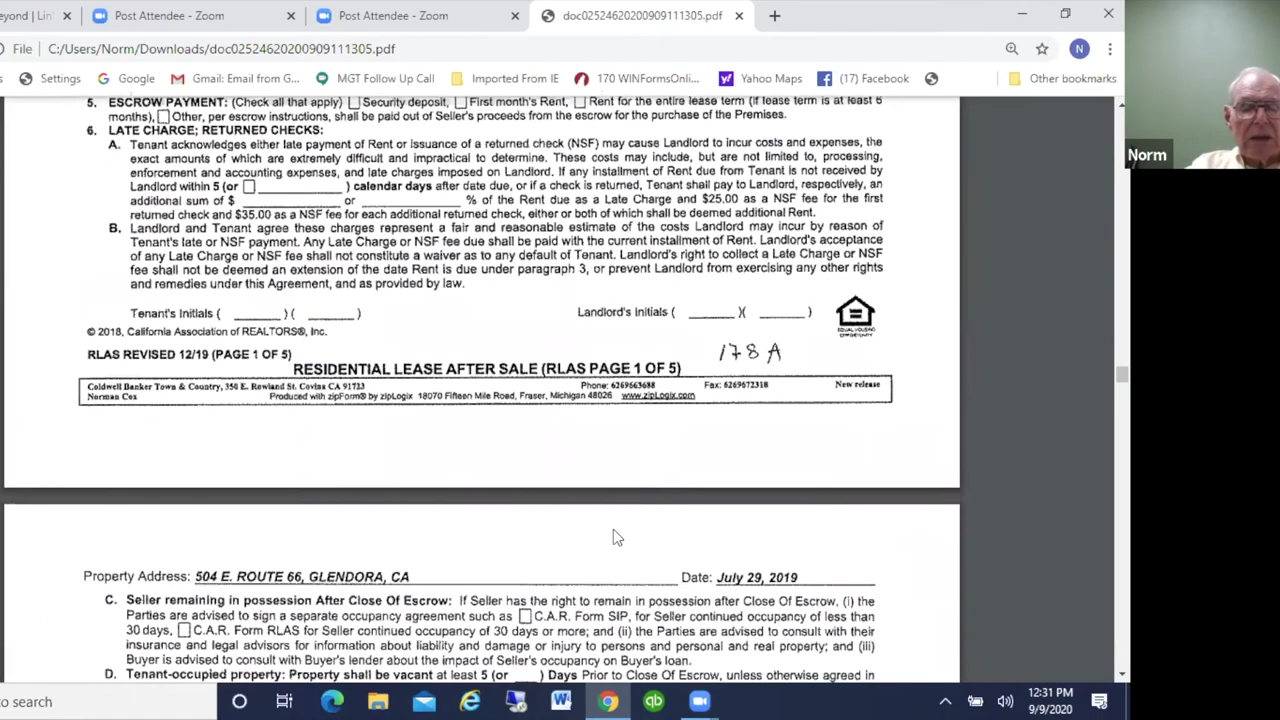 eyond | Lin
Post Attendee - Zoom
Post Attendee - Zoom
doc02524620200909111305.pdf
File C:/Users/Norm/Downloads/doc02524620200909111305.pdf
Settings Google Gmail: Email from G... MGT Follow Up Call Imported From IE 170 WINFormsOnli... Yahoo Maps (17) Facebook Other bookmarks
N
Norm
5. ESCROW PAYMENT: (Check all that apply) Security deposit, First month's Rent, Rent for the entire lease term (if lease term is at least 6
months), Other, per escrow instructions, shall be paid out of Seller's proceeds from the escrow for the purchase of the Premises.
6. LATE CHARGE; RETURNED CHECKS:
A. Tenant acknowledges either late payment of Rent or issuance of a returned check (NSF) may cause Landlord to incur costs and expenses, the
exact amounts of which are extremely difficult and impractical to determine. These costs may include, but are not limited to, processing,
enforcement and accounting expenses, and late charges imposed on Landlord. If any installment of Rent due from Tenant is not received by
Landlord within 5 (or ) calendar days after date due, or if a check is returned, Tenant shall pay to Landlord, respectively, an
additional sum of $ or % of the Rent due as a Late Charge and $25.00 as a NSF fee for the first
returned check and $35.00 as a NSF fee for each additional returned check, either or both of which shall be deemed additional Rent.
B. Landlord and Tenant agree these charges represent a fair and reasonable estimate of the costs Landlord may incur by reason of
Tenant's late or NSF payment. Any Late Charge or NSF fee due shall be paid with the current installment of Rent. Landlord's acceptance
of any Late Charge or NSF fee shall not constitute a waiver as to any default of Tenant. Landlord's right to collect a Late Charge or NSF
fee shall not be deemed an extension of the date Rent is due under paragraph 3, or prevent Landlord from exercising any other rights
and remedies under this Agreement, and as provided by law.
Tenant's Initials ( )( ) Landlord's Initials ( )( )
EQUAL HOUSING
OPPORTUNITY
© 2018, California Association of REALTORS®, Inc.
RLAS REVISED 12/19 (PAGE 1 OF 5)
178 A
RESIDENTIAL LEASE AFTER SALE (RLAS PAGE 1 OF 5)
Coldwell Banker Town & Country, 350 E. Rowland St. Covina CA 91723 Phone: 6269663688 Fax: 6269672318 New release
Norman Cox Produced with zipForm® by zipLogix 18070 Fifteen Mile Road, Fraser, Michigan 48026 www.zipLogix.com
Property Address: 504 E. ROUTE 66, GLENDORA, CA Date: July 29, 2019
C. Seller remaining in possession After Close Of Escrow: If Seller has the right to remain in possession after Close Of Escrow, (i) the
Parties are advised to sign a separate occupancy agreement such as C.A.R. Form SIP, for Seller continued occupancy of less than
30 days, C.A.R. Form RLAS for Seller continued occupancy of 30 days or more; and (ii) the Parties are advised to consult with their
insurance and legal advisors for information about liability and damage or injury to persons and personal and real property; and (iii)
Buyer is advised to consult with Buyer's lender about the impact of Seller's occupancy on Buyer's loan.
D. Tenant-occupied property: Property shall be vacant at least 5 (or ) Days Prior to Close Of Escrow, unless otherwise agreed in
to search
12:31 PM
9/9/2020